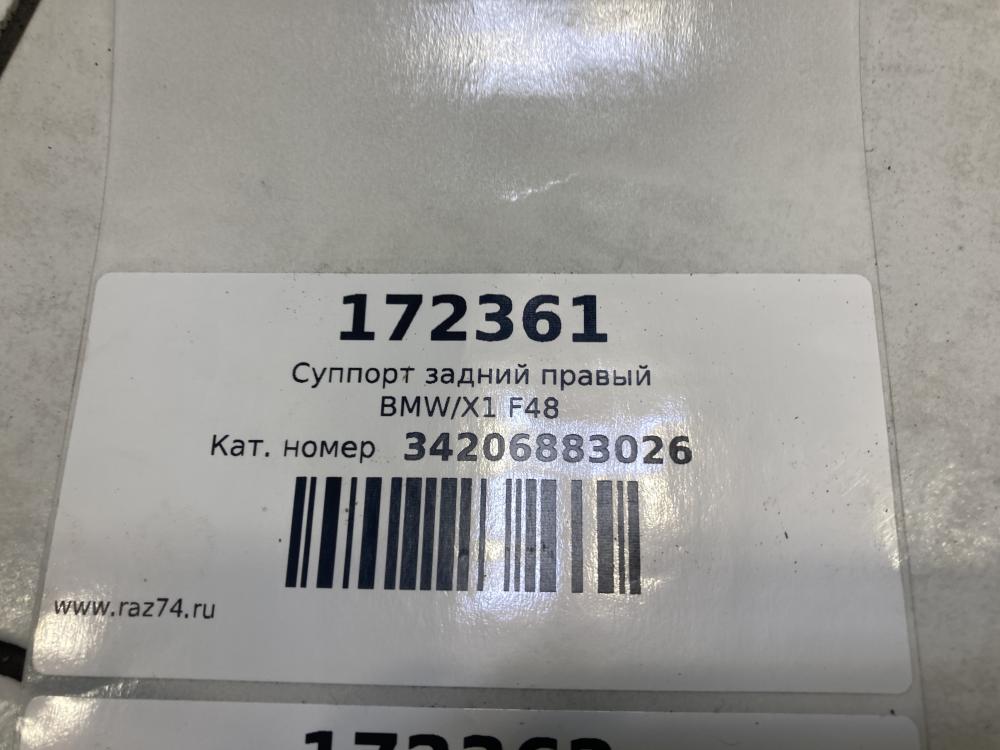 172361
Суппорт задний правый
BMW/X1 F48
Кат. номер 34206883026
www.raz74.ru